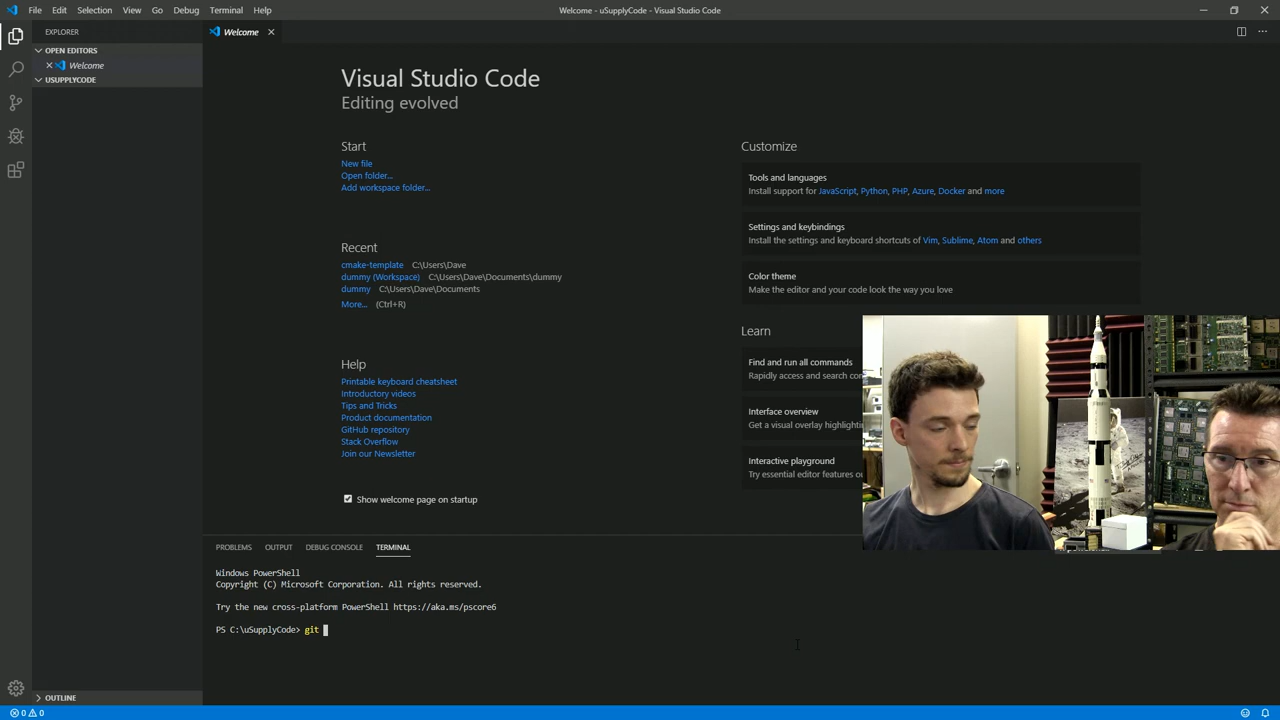 File Edit Selection View Go Debug Terminal Help
Welcome - uSupplyCode - Visual Studio Code
EXPLORER
OPEN EDITORS
Welcome
USUPPLYCODE
OUTLINE
Welcome
Visual Studio Code
Editing evolved
Start
New file
Open folder...
Add workspace folder...
Recent
cmake-template C:\Users\Dave
dummy (Workspace) C:\Users\Dave\Documents\dummy
dummy C:\Users\Dave\Documents
More... (Ctrl+R)
Help
Printable keyboard cheatsheet
Introductory videos
Tips and Tricks
Product documentation
GitHub repository
Stack Overflow
Join our Newsletter
Show welcome page on startup
Customize
Tools and languages
Install support for JavaScript, Python, PHP, Azure, Docker and more
Settings and keybindings
Install the settings and keyboard shortcuts of Vim, Sublime, Atom and others
Color theme
Make the editor and your code look the way you love
Learn
Find and run all commands
Rapidly access and search
Interface overview
Get a visual overlay
Interactive playground
Try essential editor features
PROBLEMS OUTPUT DEBUG CONSOLE TERMINAL
Windows PowerShell
Copyright (C) Microsoft Corporation. All rights reserved.
Try the new cross-platform PowerShell https://aka.ms/pscore6
PS C:\uSupplyCode> git
0 0